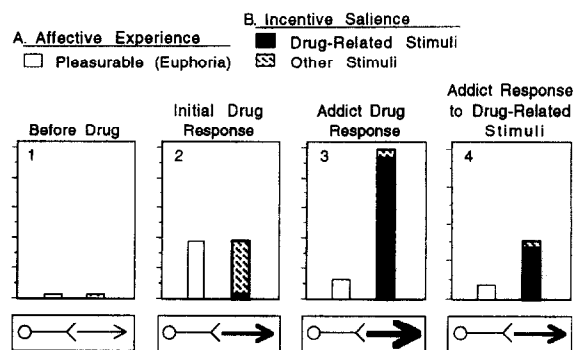 A. Affective Experience
Pleasurable (Euphoria)
B. Incentive Salience
Drug-Related Stimuli
Other Stimuli
Before Drug
Initial Drug
Response
Addict Drug
Response
Addict Response
to Drug-Related
Stimuli
1
2
3
4